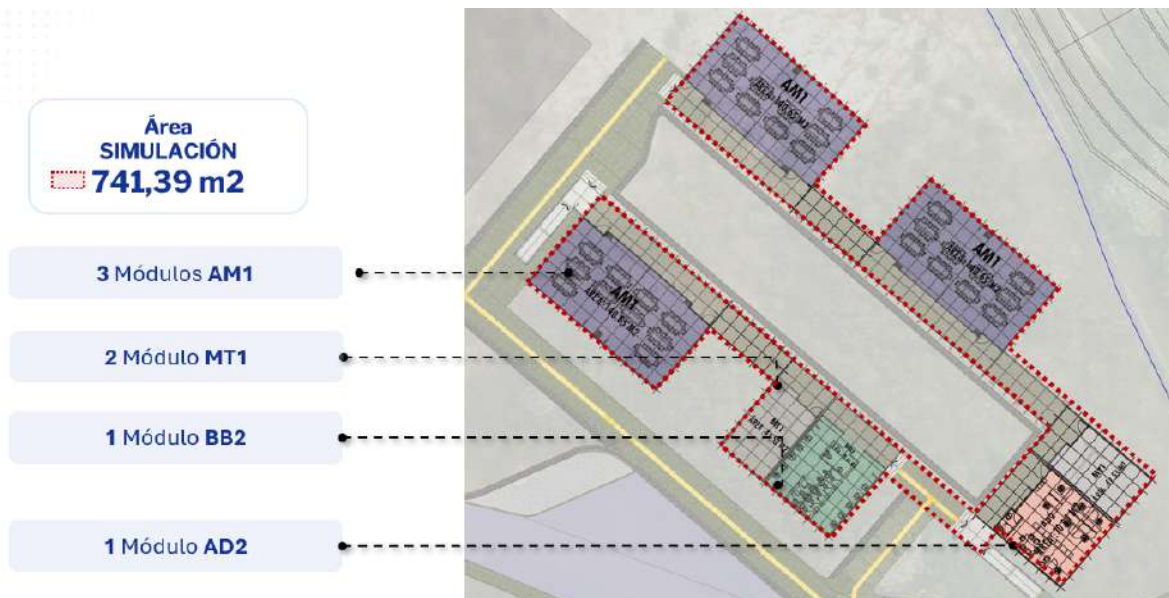 Área
SIMULACIÓN
741,39 m2
3 Módulos AM1
2 Módulo MT1
1 Módulo BB2
1 Módulo AD2
AM1
AM1
AM1
MT1
MT1